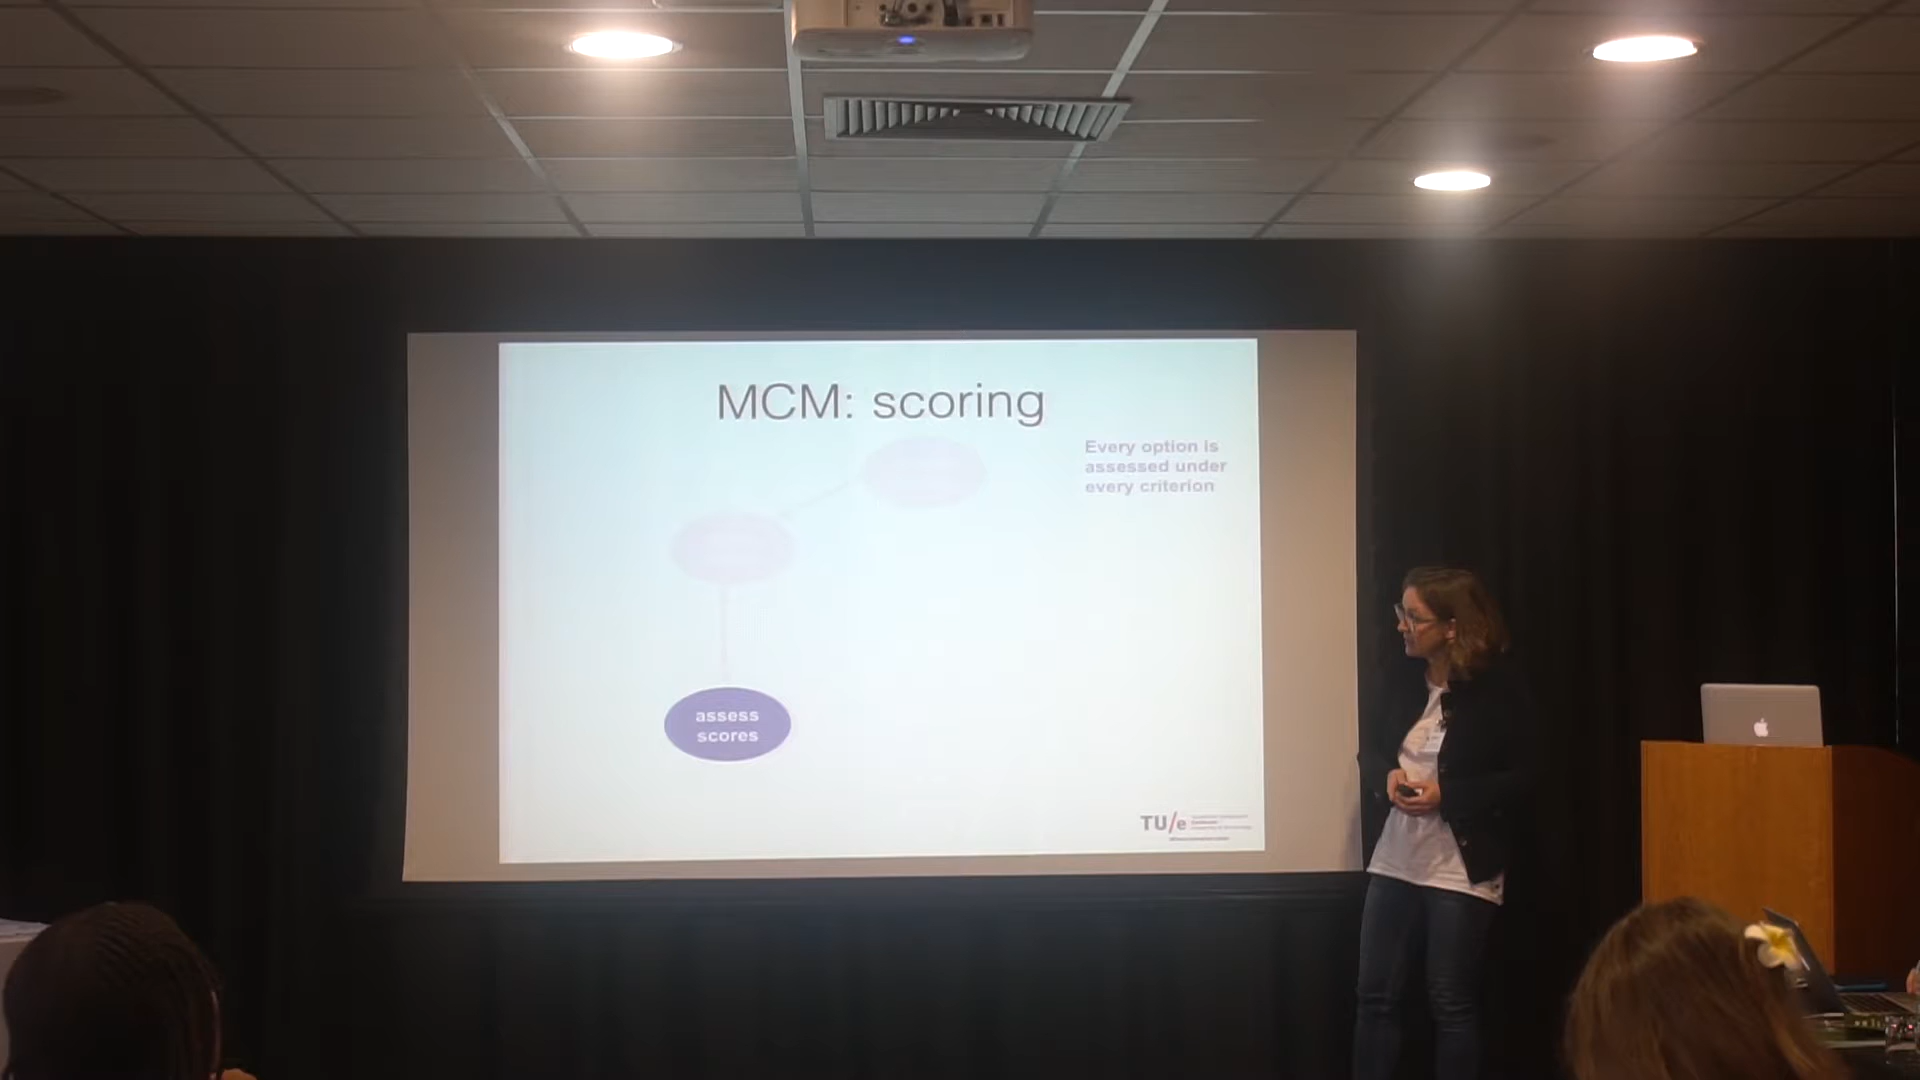 MCM: scoring
Every option is
assessed under
every criterion
assess
scores
TU/e